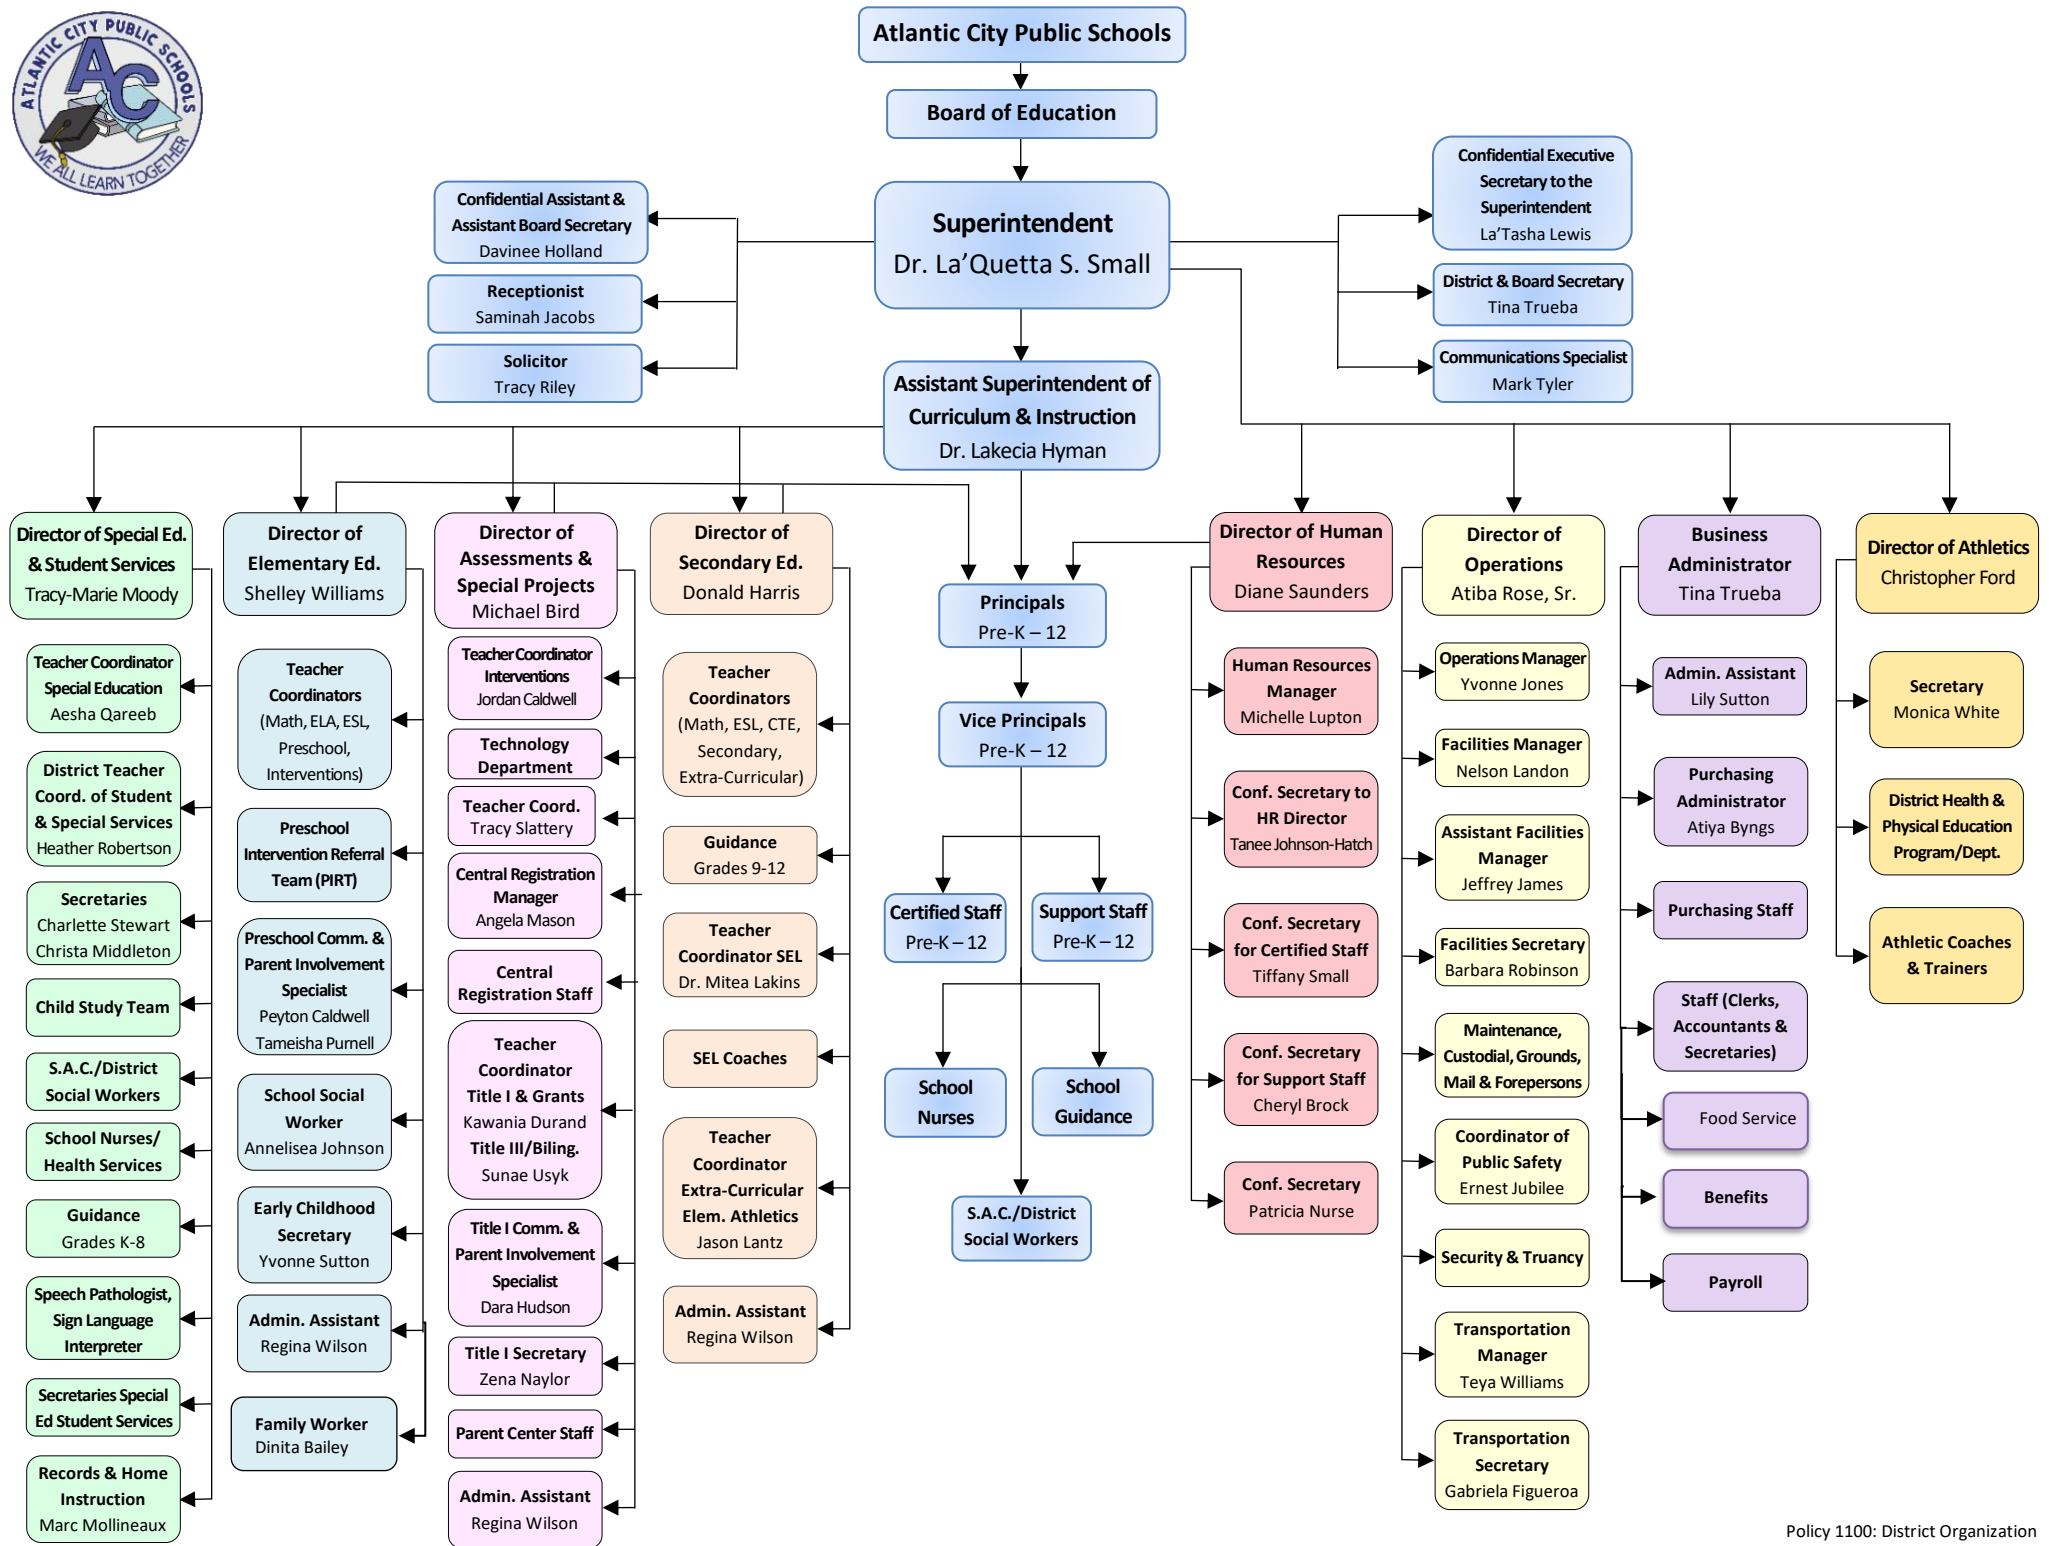 ATLANTIC CITY PUBLIC SCHOOLS
AC
WE ALL LEARN TOGETHER
Atlantic City Public Schools
Board of Education
Superintendent
Dr. La’Quetta S. Small
Confidential Assistant &
Assistant Board Secretary
Davinee Holland
Receptionist
Saminah Jacobs
Solicitor
Tracy Riley
Confidential Executive
Secretary to the
Superintendent
La’Tasha Lewis
District & Board Secretary
Tina Trueba
Communications Specialist
Mark Tyler
Assistant Superintendent of
Curriculum & Instruction
Dr. Lakecia Hyman
Director of Special Ed.
& Student Services
Tracy-Marie Moody
Teacher Coordinator
Special Education
Aesha Qareeb
District Teacher
Coord. of Student
& Special Services
Heather Robertson
Secretaries
Charlette Stewart
Christa Middleton
Child Study Team
S.A.C./District
Social Workers
School Nurses/
Health Services
Guidance
Grades K-8
Speech Pathologist,
Sign Language
Interpreter
Secretaries Special
Ed Student Services
Records & Home
Instruction
Marc Mollineaux
Director of
Elementary Ed.
Shelley Williams
Teacher
Coordinators
(Math, ELA, ESL,
Preschool,
Interventions)
Preschool
Intervention Referral
Team (PIRT)
Preschool Comm. &
Parent Involvement
Specialist
Peyton Caldwell
Tameisha Purnell
School Social
Worker
Annelisea Johnson
Early Childhood
Secretary
Yvonne Sutton
Admin. Assistant
Regina Wilson
Family Worker
Dinita Bailey
Director of
Assessments &
Special Projects
Michael Bird
Teacher Coordinator
Interventions
Jordan Caldwell
Technology
Department
Teacher Coord.
Tracy Slattery
Central Registration
Manager
Angela Mason
Central
Registration Staff
Teacher
Coordinator
Title I & Grants
Kawania Durand
Title III/Biling.
Sunae Usyk
Title I Comm. &
Parent Involvement
Specialist
Dara Hudson
Title I Secretary
Zena Naylor
Parent Center Staff
Admin. Assistant
Regina Wilson
Director of
Secondary Ed.
Donald Harris
Teacher
Coordinators
(Math, ESL, CTE,
Secondary,
Extra-Curricular)
Guidance
Grades 9-12
Teacher
Coordinator SEL
Dr. Mitea Lakins
SEL Coaches
Teacher
Coordinator
Extra-Curricular
Elem. Athletics
Jason Lantz
Admin. Assistant
Regina Wilson
Principals
Pre-K – 12
Vice Principals
Pre-K – 12
Certified Staff
Pre-K – 12
Support Staff
Pre-K – 12
School
Nurses
School
Guidance
S.A.C./District
Social Workers
Director of Human
Resources
Diane Saunders
Human Resources
Manager
Michelle Lupton
Conf. Secretary to
HR Director
Tanee Johnson-Hatch
Conf. Secretary
for Certified Staff
Tiffany Small
Conf. Secretary
for Support Staff
Cheryl Brock
Conf. Secretary
Patricia Nurse
Director of
Operations
Atiba Rose, Sr.
Operations Manager
Yvonne Jones
Facilities Manager
Nelson Landon
Assistant Facilities
Manager
Jeffrey James
Facilities Secretary
Barbara Robinson
Maintenance,
Custodial, Grounds,
Mail & Forepersons
Coordinator of
Public Safety
Ernest Jubilee
Security & Truancy
Transportation
Manager
Teya Williams
Transportation
Secretary
Gabriela Figueroa
Business
Administrator
Tina Trueba
Admin. Assistant
Lily Sutton
Purchasing
Administrator
Atiya Byngs
Purchasing Staff
Staff (Clerks,
Accountants &
Secretaries)
Food Service
Benefits
Payroll
Director of Athletics
Christopher Ford
Secretary
Monica White
District Health &
Physical Education
Program/Dept.
Athletic Coaches
& Trainers
Policy 1100: District Organization